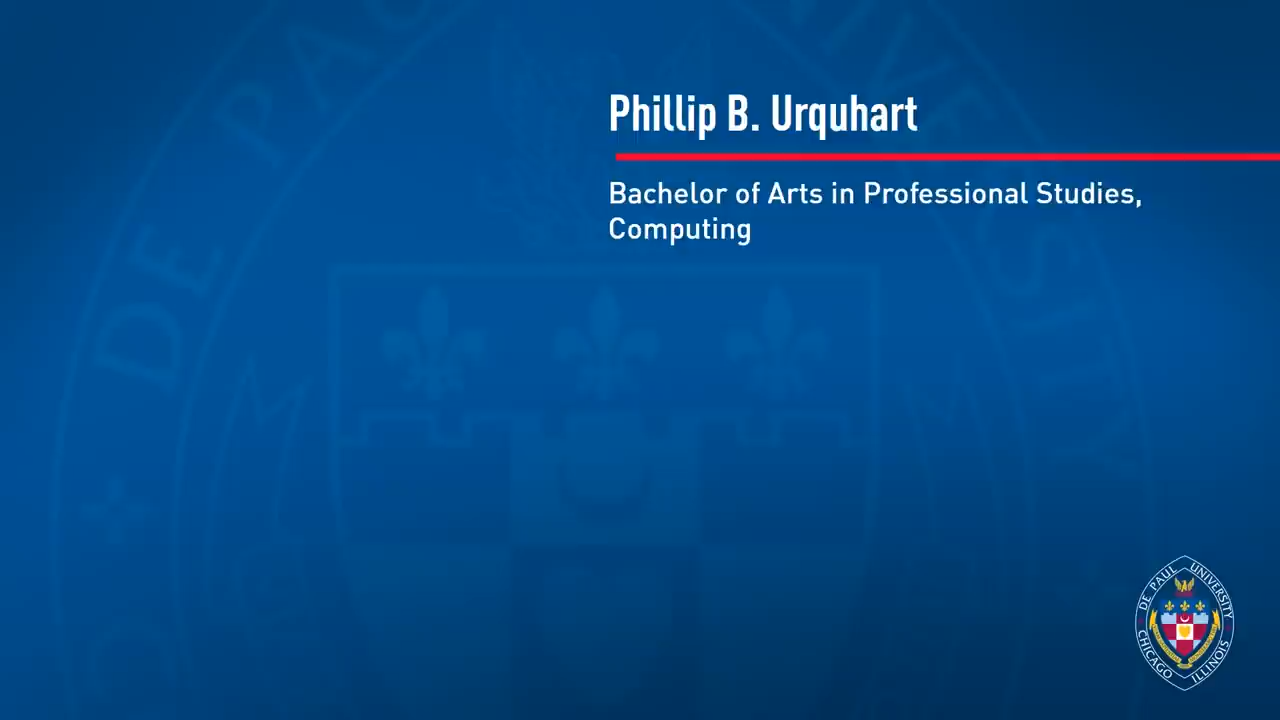 Phillip B. Urquhart
Bachelor of Arts in Professional Studies,
Computing
DE PAUL UNIVERSITY
CHICAGO ILLINOIS